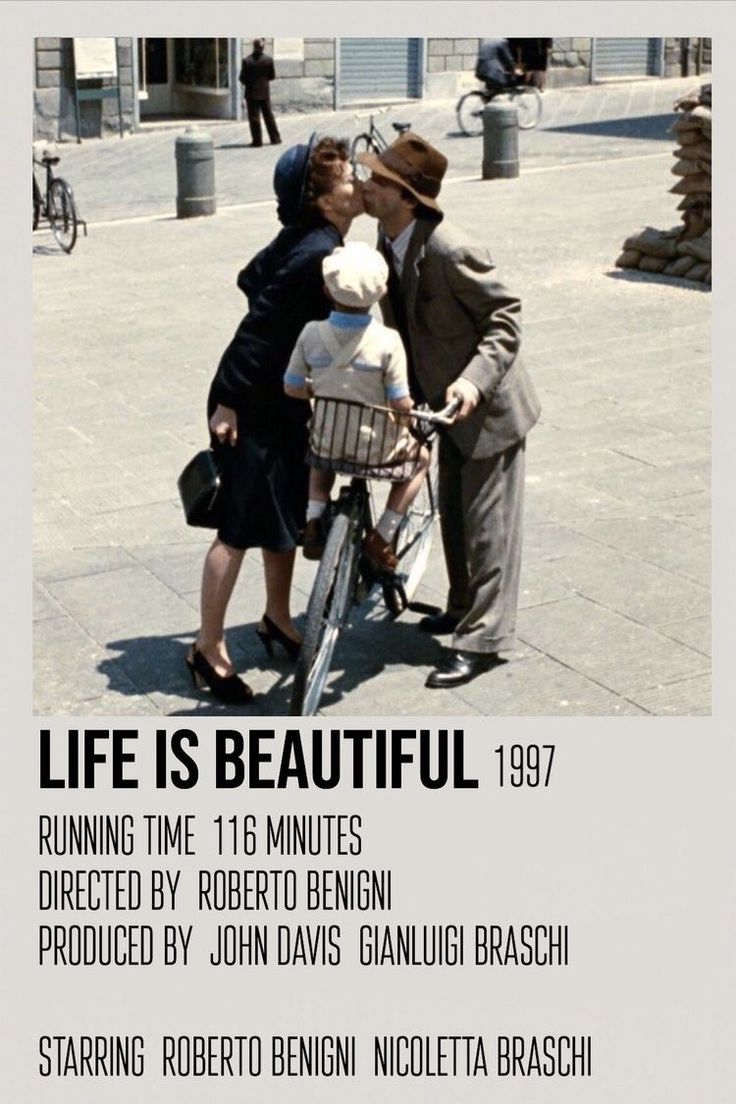 LIFE IS BEAUTIFUL 1997
RUNNING TIME 116 MINUTES
DIRECTED BY ROBERTO BENIGNI
PRODUCED BY JOHN DAVIS GIANLUIGI BRASCHI
STARRING ROBERTO BENIGNI NICOLETTA BRASCHI